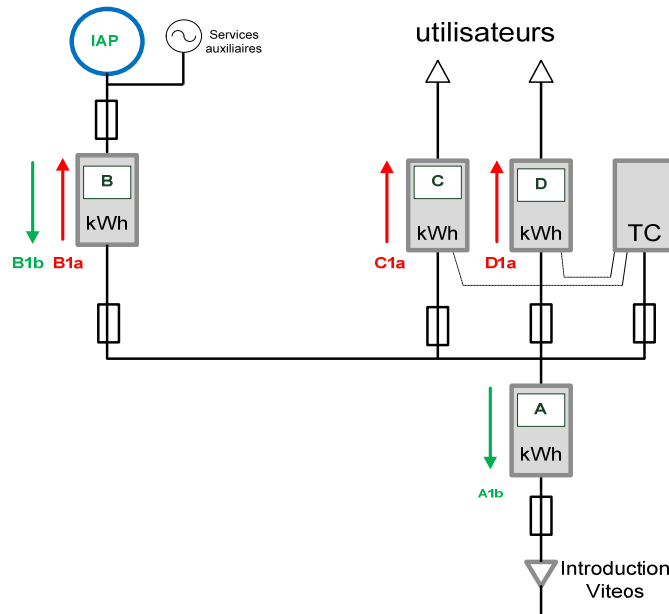 utilisateurs
IAP
Services
auxiliaires
B
kWh
B1b B1a
C
kWh
C1a
D
kWh
D1a
TC
A
kWh
A1b
Introduction
Viteos